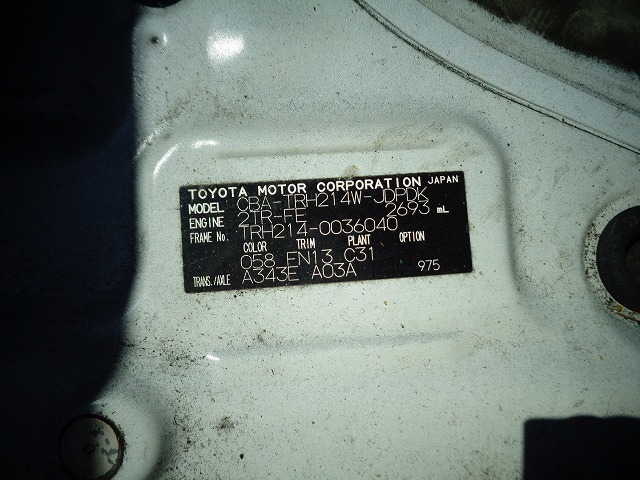 TOYOTA MOTOR CORPORATION JAPAN
MODEL CBA-TRH214W-JDPDK
ENGINE 2TR-FE 2693 mL
FRAME No. TRH214-0036040
COLOR TRIM PLANT OPTION
058 EN13 C31
TRANS./AXLE A343E A03A 975